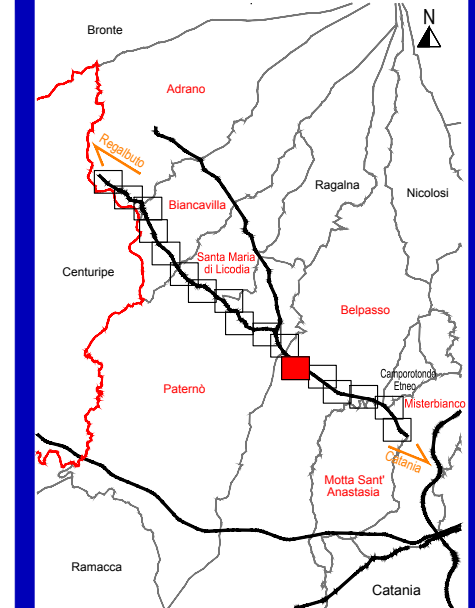 N
Bronte
Adrano
Regalbuto
Ragalna
Nicolosi
Biancavilla
Santa Maria
di Licodia
Centuripe
Belpasso
Camporotondo
Etneo
Paternò
Misterbianco
Catania
Motta Sant'
Anastasia
Ramacca
Catania